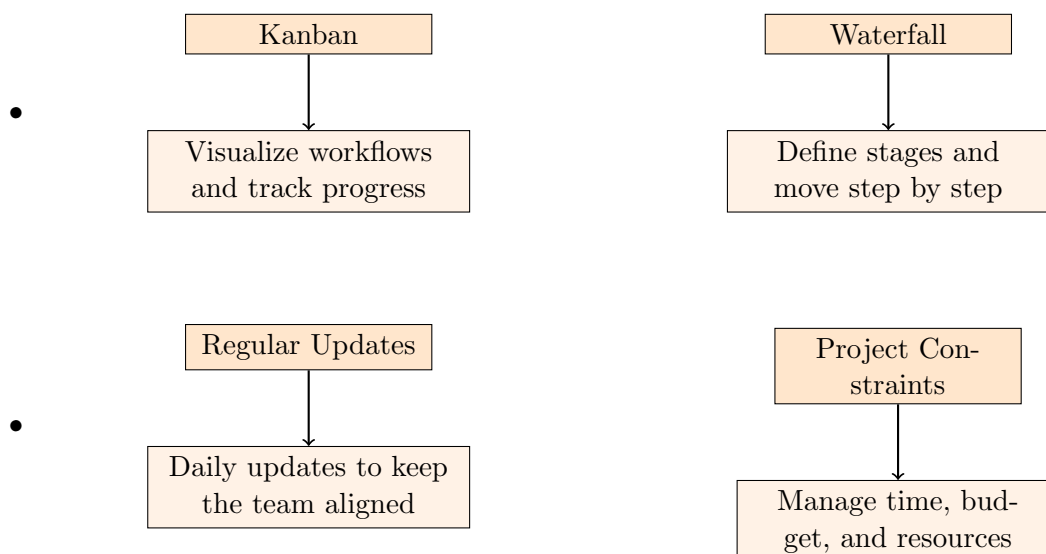 Kanban
Waterfall
Visualize workflows
and track progress
Define stages and
move step by step
Regular Updates
Project Con-
straints
Daily updates to keep
the team aligned
Manage time, bud-
get, and resources